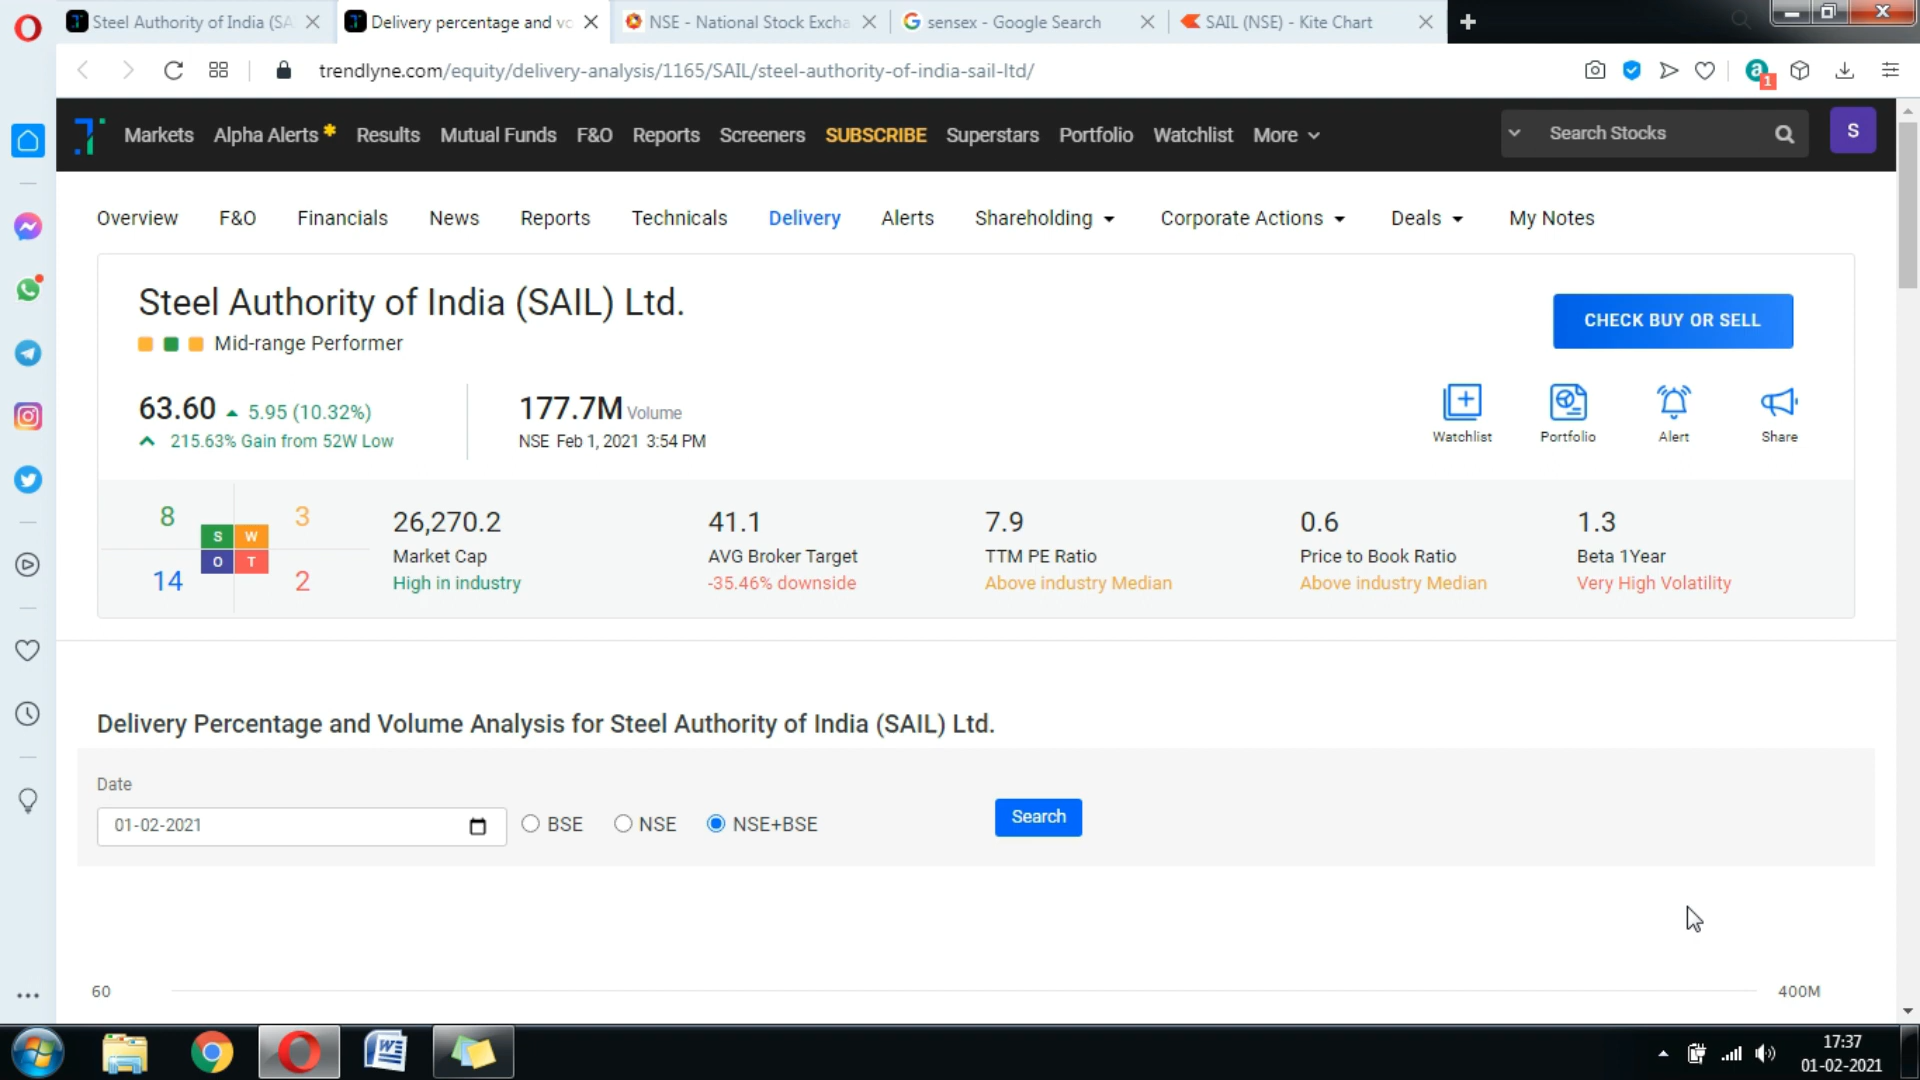 Steel Authority of India (SA
Delivery percentage and vo
NSE - National Stock Excha
sensex - Google Search
SAIL (NSE) - Kite Chart
trendlyne.com/equity/delivery-analysis/1165/SAIL/steel-authority-of-india-sail-ltd/
a
1
Markets Alpha Alerts Results Mutual Funds F&O Reports Screeners SUBSCRIBE Superstars Portfolio Watchlist More
Search Stocks
S
Overview F&O Financials News Reports Technicals Delivery Alerts Shareholding Corporate Actions Deals My Notes
Steel Authority of India (SAIL) Ltd.
CHECK BUY OR SELL
Mid-range Performer
63.60 5.95 (10.32%)
215.63% Gain from 52W Low
177.7M Volume
NSE Feb 1, 2021 3:54 PM
Watchlist Portfolio Alert Share
8 3
S W
O T
14 2
26,270.2
Market Cap
High in industry
41.1
AVG Broker Target
-35.46% downside
7.9
TTM PE Ratio
Above industry Median
0.6
Price to Book Ratio
Above industry Median
1.3
Beta 1Year
Very High Volatility
Delivery Percentage and Volume Analysis for Steel Authority of India (SAIL) Ltd.
Date
01-02-2021
BSE NSE NSE+BSE
Search
60
400M
17:37
01-02-2021